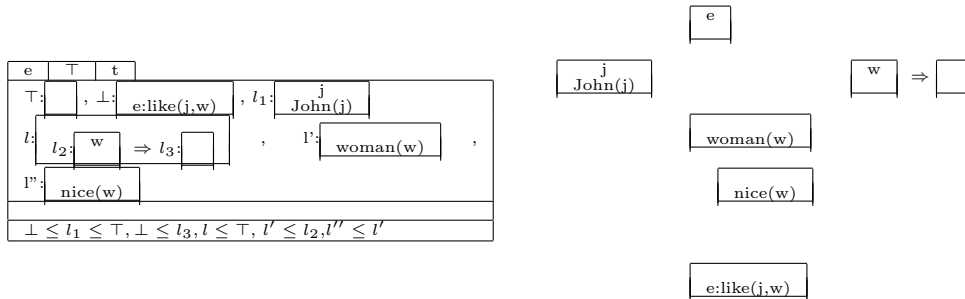 e ⊤ t
⊤: , ⊥: e:like(j,w) , l₁: j John(j)
l: l₂: w ⇒ l₃: , l': woman(w) ,
l": nice(w)
⊥ ≤ l₁ ≤ ⊤, ⊥ ≤ l₃, l ≤ ⊤, l′ ≤ l₂,l′′ ≤ l′
e
j
John(j)
w ⇒
woman(w)
nice(w)
e:like(j,w)